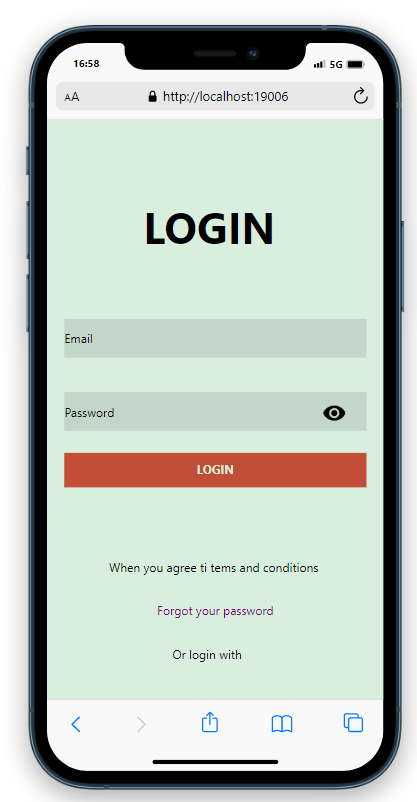 16:58
5G
AA
http://localhost:19006
LOGIN
Email
Password
LOGIN
When you agree ti tems and conditions
Forgot your password
Or login with